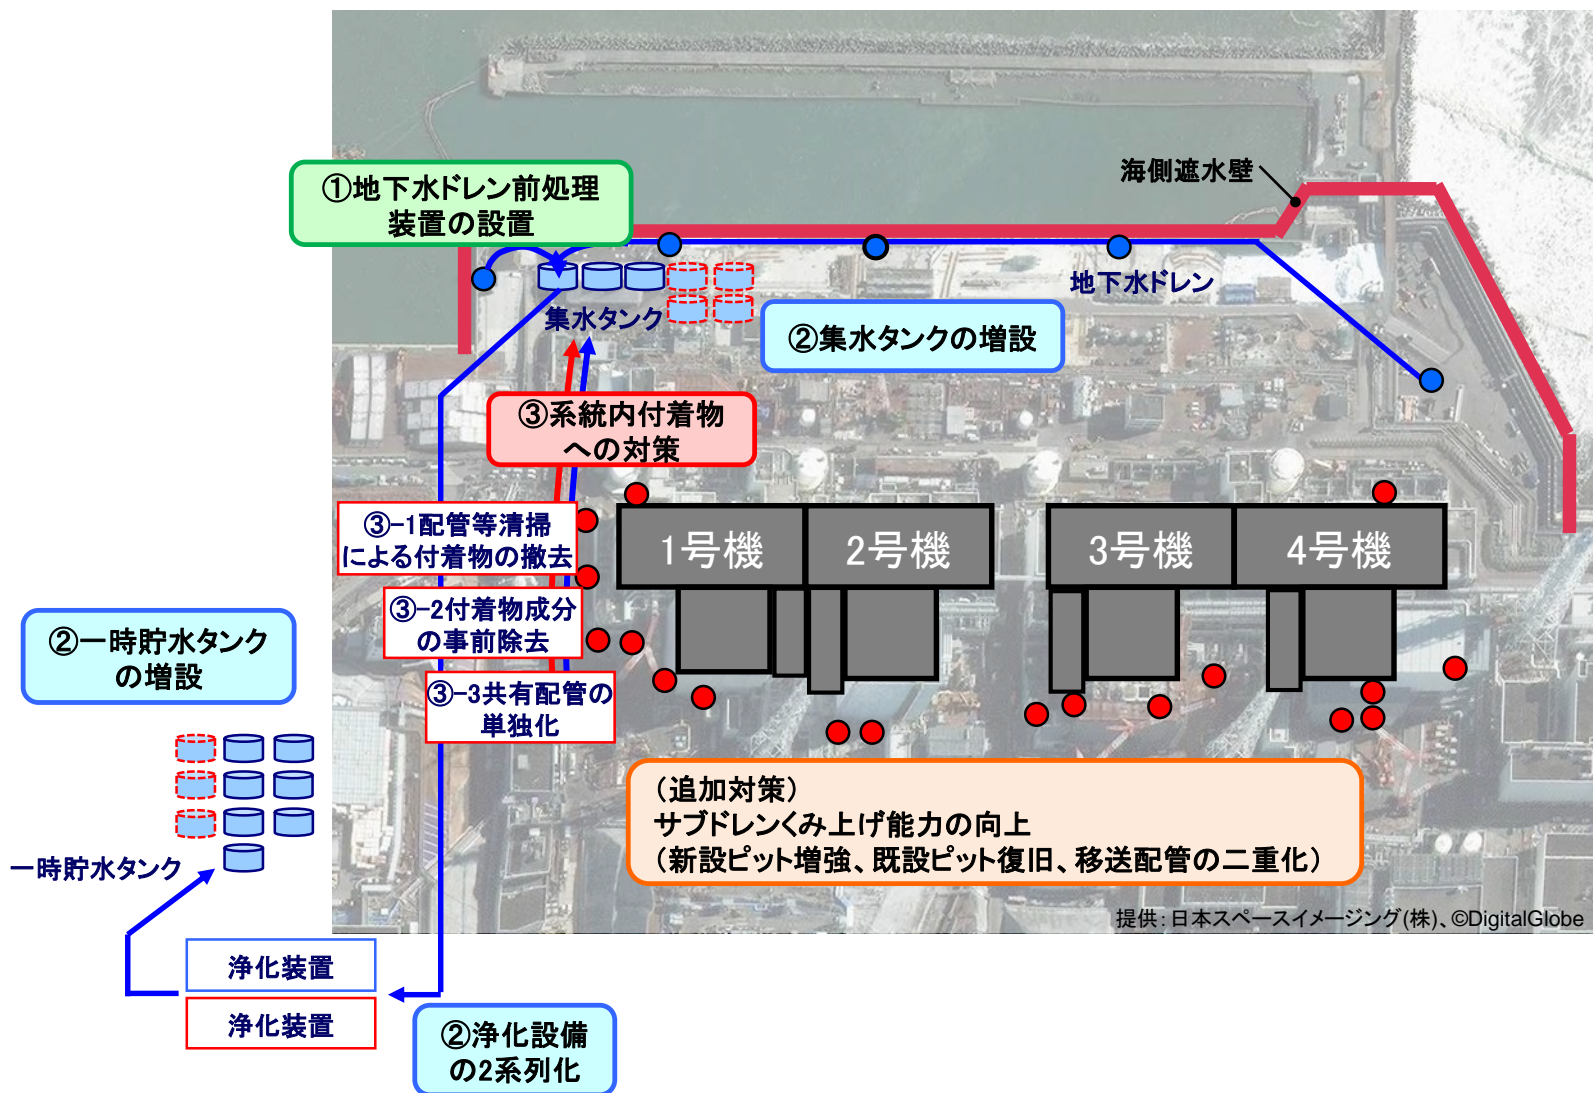 ①地下水ドレン前処理
装置の設置
海側遮水壁
地下水ドレン
集水タンク
②集水タンクの増設
③系統内付着物
への対策
③-1配管等清掃
による付着物の撤去
③-2付着物成分
の事前除去
③-3共有配管の
単独化
1号機
2号機
3号機
4号機
②一時貯水タンク
の増設
一時貯水タンク
(追加対策)
サブドレンくみ上げ能力の向上
(新設ピット増強、既設ピット復旧、移送配管の二重化)
提供:日本スペースイメージング(株)、©DigitalGlobe
浄化装置
浄化装置
②浄化設備
の2系列化